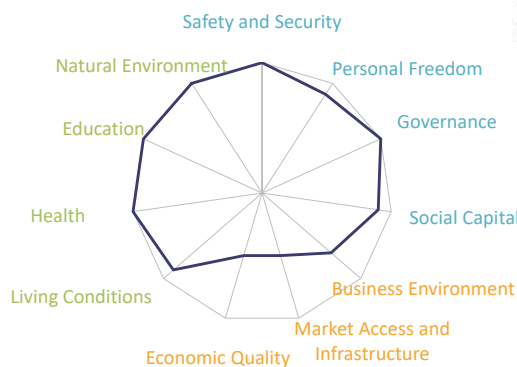 Safety and Security
Natural Environment
Personal Freedom
Education
Governance
Health
Social Capital
Living Conditions
Business Environment
Economic Quality
Market Access and
Infrastructure